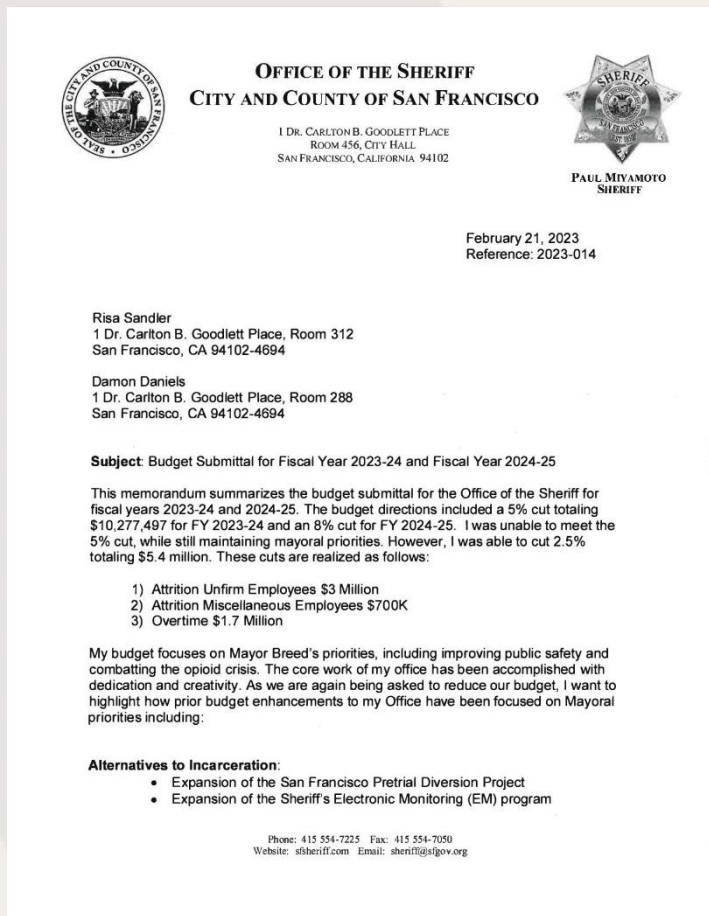 SEAL OF THE CITY AND COUNTY OF SAN FRANCISCO
OFFICE OF THE SHERIFF
CITY AND COUNTY OF SAN FRANCISCO
1 DR. CARLTON B. GOODLETT PLACE
ROOM 456, CITY HALL
SAN FRANCISCO, CALIFORNIA 94102
SHERIFF
SAN FRANCISCO
PAUL MIYAMOTO
SHERIFF
February 21, 2023
Reference: 2023-014
Risa Sandler
1 Dr. Carlton B. Goodlett Place, Room 312
San Francisco, CA 94102-4694
Damon Daniels
1 Dr. Carlton B. Goodlett Place, Room 288
San Francisco, CA 94102-4694
Subject: Budget Submittal for Fiscal Year 2023-24 and Fiscal Year 2024-25
This memorandum summarizes the budget submittal for the Office of the Sheriff for
fiscal years 2023-24 and 2024-25. The budget directions included a 5% cut totaling
$10,277,497 for FY 2023-24 and an 8% cut for FY 2024-25. I was unable to meet the
5% cut, while still maintaining mayoral priorities. However, I was able to cut 2.5%
totaling $5.4 million. These cuts are realized as follows:
1) Attrition Unfirm Employees $3 Million
2) Attrition Miscellaneous Employees $700K
3) Overtime $1.7 Million
My budget focuses on Mayor Breed's priorities, including improving public safety and
combatting the opioid crisis. The core work of my office has been accomplished with
dedication and creativity. As we are again being asked to reduce our budget, I want to
highlight how prior budget enhancements to my Office have been focused on Mayoral
priorities including:
Alternatives to Incarceration:
• Expansion of the San Francisco Pretrial Diversion Project
• Expansion of the Sheriff's Electronic Monitoring (EM) program
Phone: 415 554-7225 Fax: 415 554-7050
Website: sfsheriff.com Email: sheriff@sfgov.org